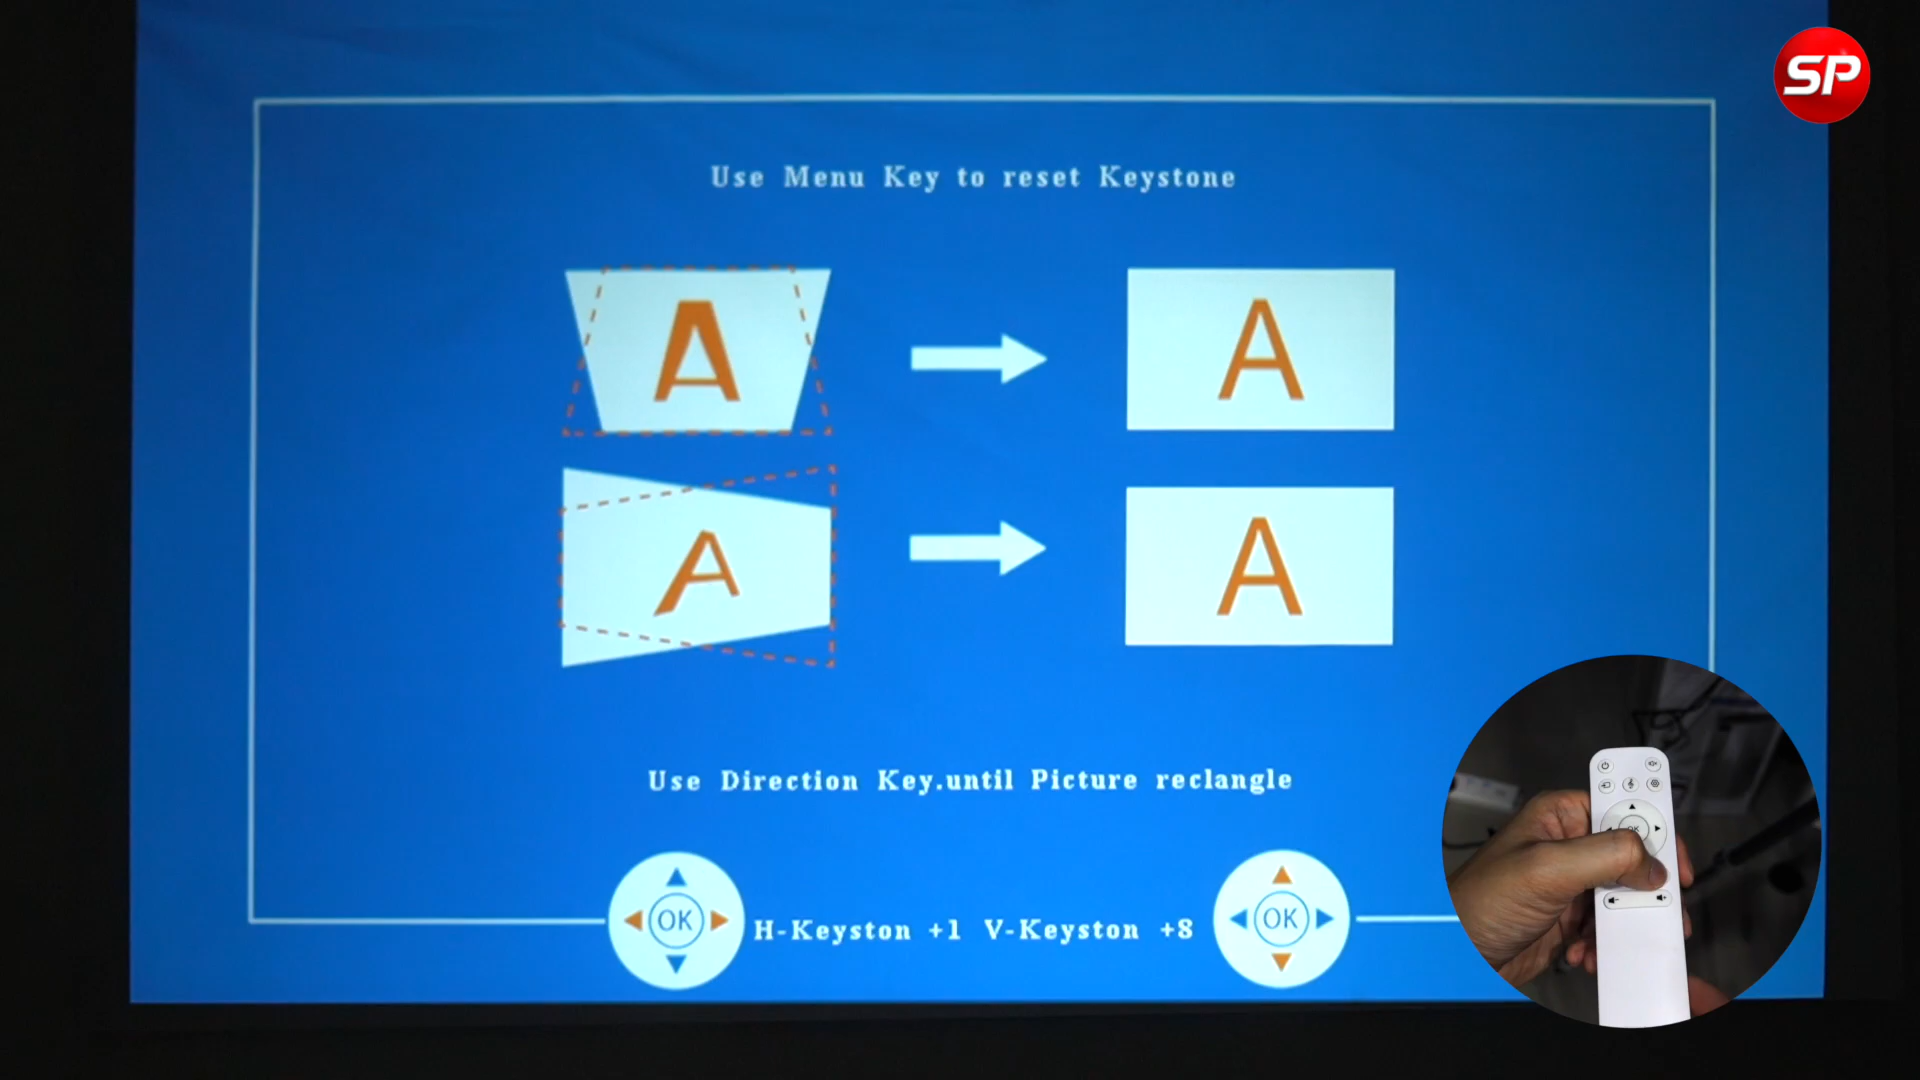 SP
Use Menu Key to reset Keystone
A A
A A
Use Direction Key.until Picture reclangle
OK H-Keyston +1 V-Keyston +8 OK
OK